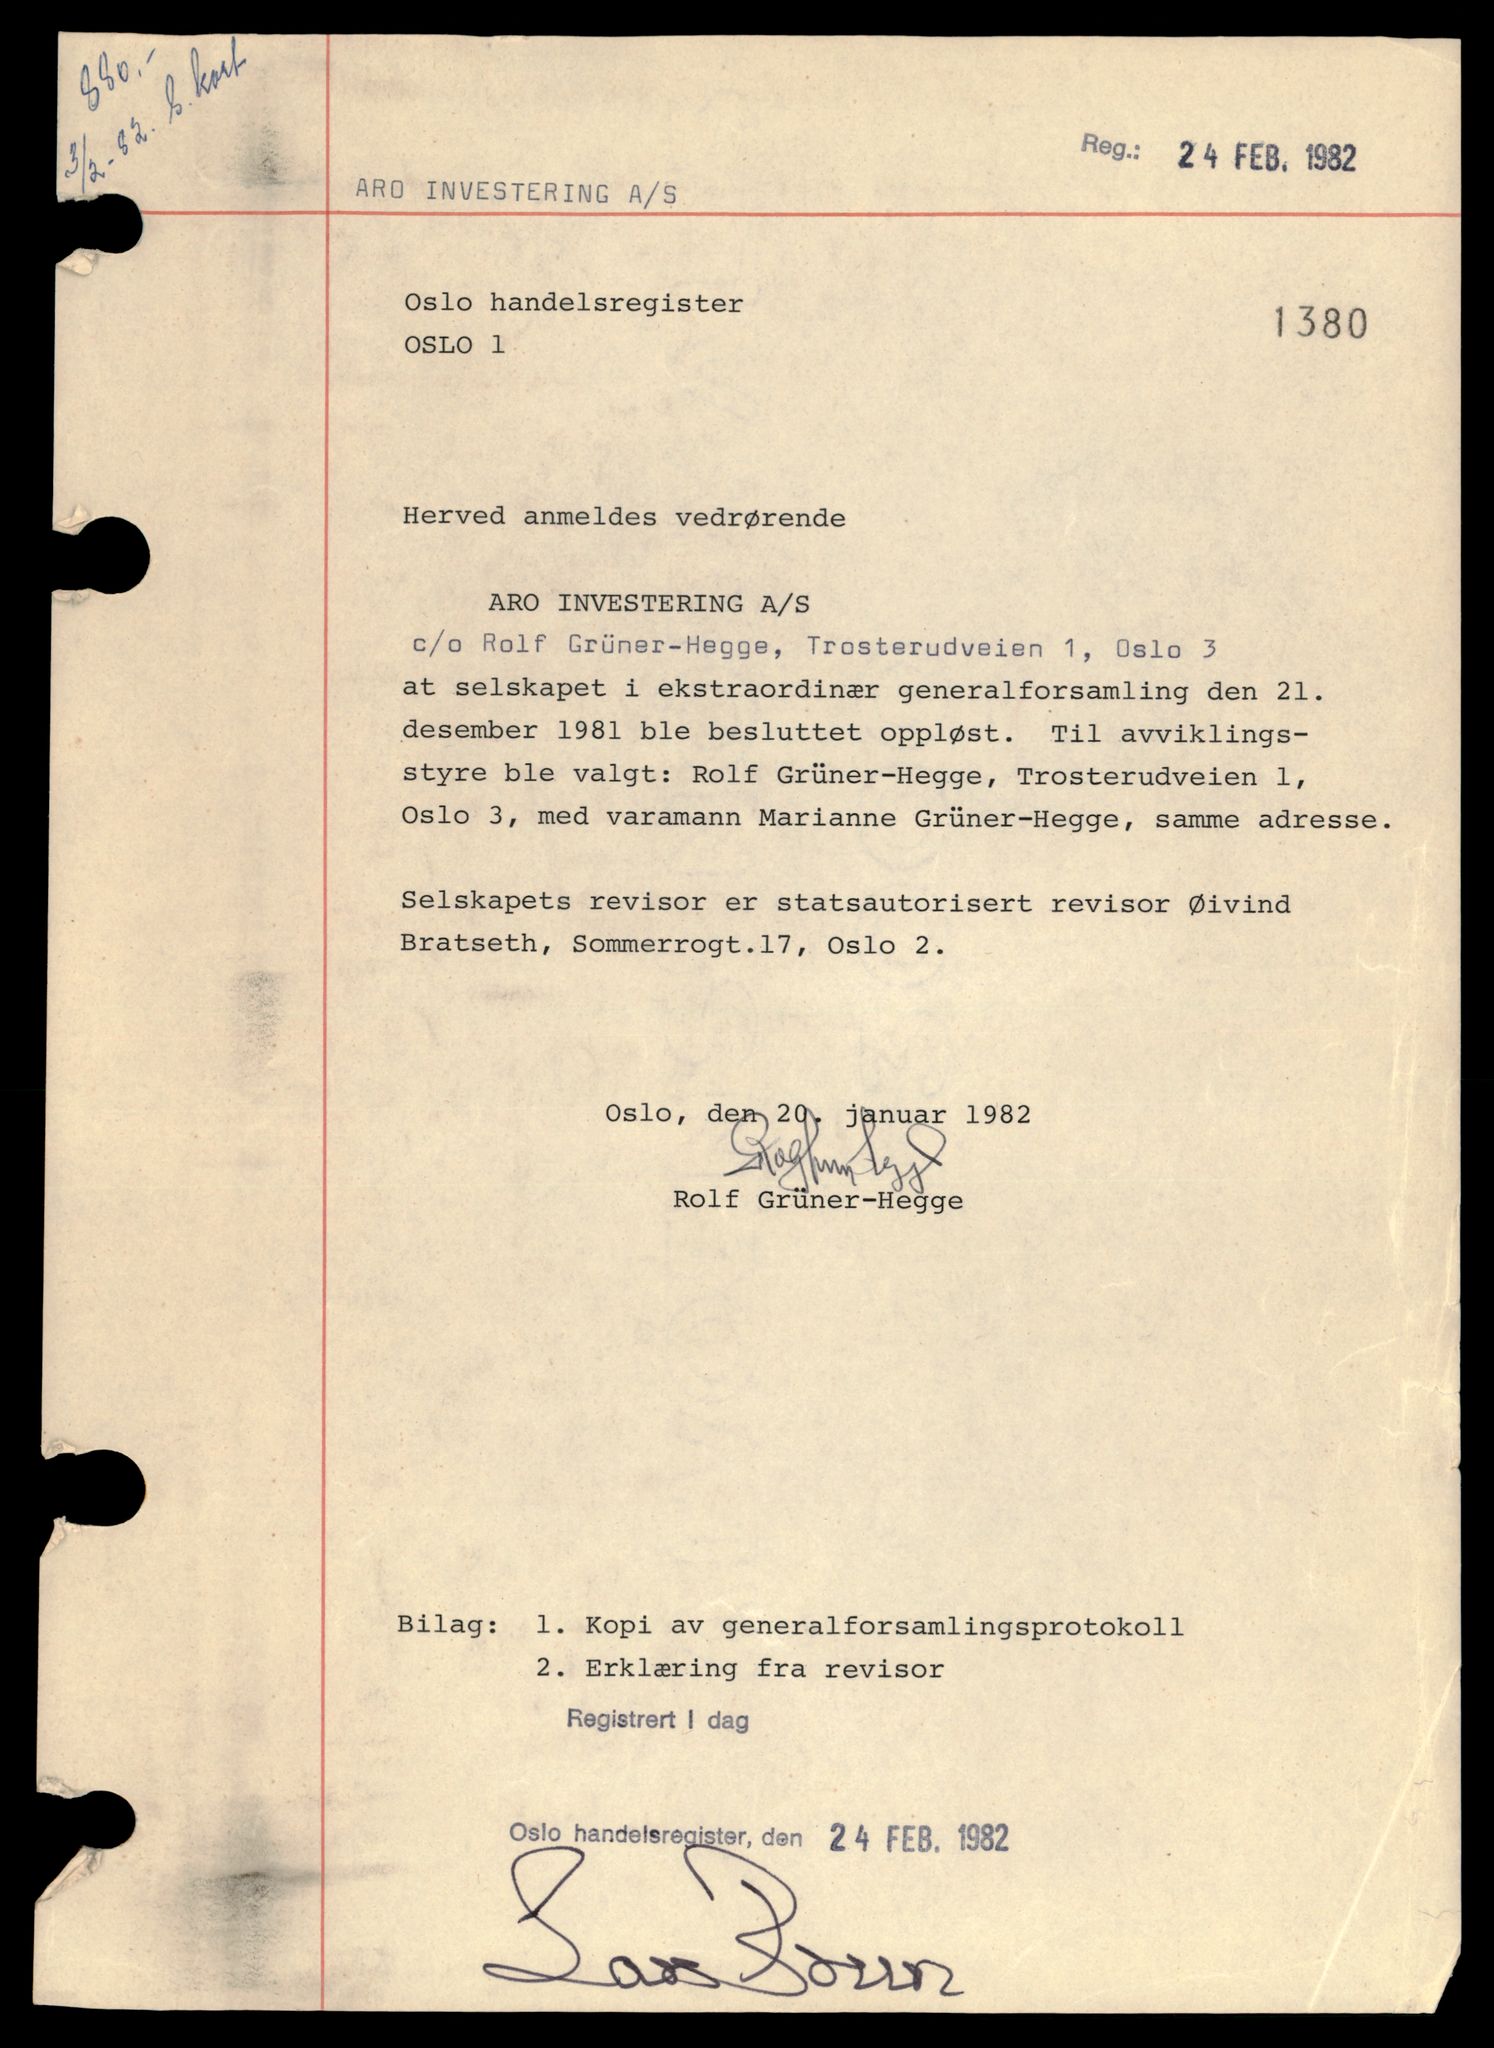 880.-
3/2-82. S. kort
Reg.: 24 FEB. 1982
ARO INVESTERING A/S
Oslo handelsregister
OSLO 1
1380
Herved anmeldes vedrørende
ARO INVESTERING A/S
c/o Rolf Grüner-Hegge, Trosterudveien 1, Oslo 3
at selskapet i ekstraordinær generalforsamling den 21.
desember 1981 ble besluttet oppløst. Til avviklings-
styre ble valgt: Rolf Grüner-Hegge, Trosterudveien 1,
Oslo 3, med varamann Marianne Grüner-Hegge, samme adresse.
Selskapets revisor er statsautorisert revisor Øivind
Bratseth, Sommerrogt.17, Oslo 2.
Oslo, den 20. januar 1982
Rolf Grüner-Hegge
Bilag: 1. Kopi av generalforsamlingsprotokoll
2. Erklæring fra revisor
Registrert I dag
Oslo handelsregister, den 24 FEB. 1982